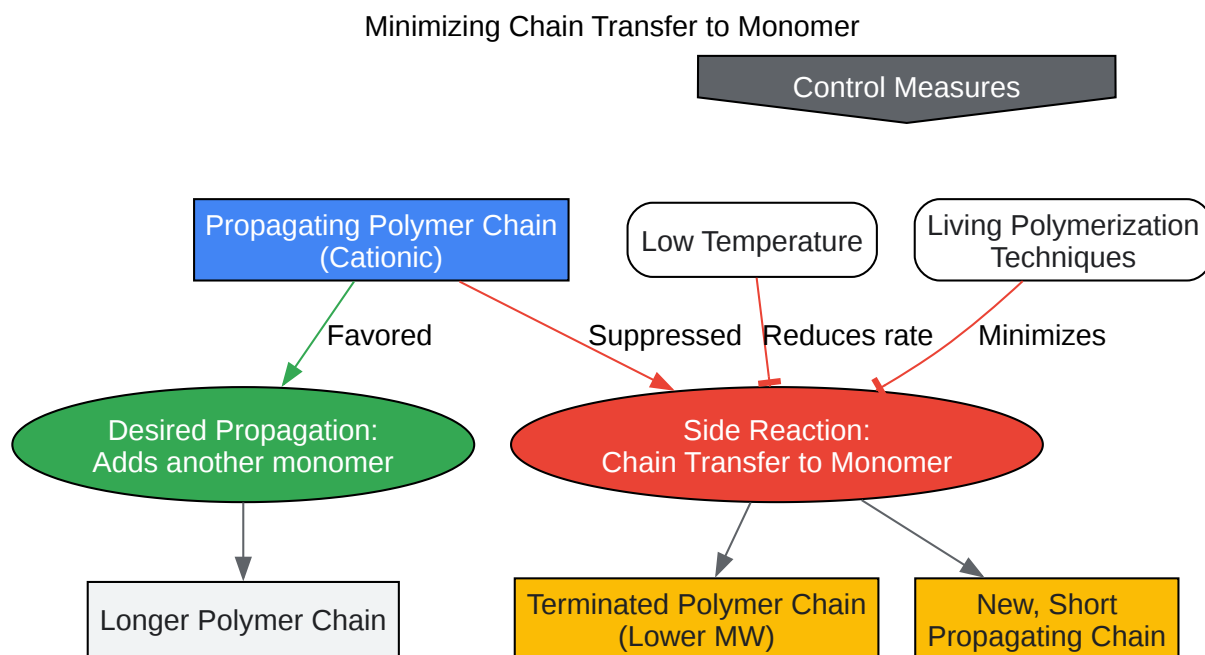 Minimizing Chain Transfer to Monomer
Control Measures
Propagating Polymer Chain
(Cationic)
Low Temperature
Living Polymerization
Techniques
Favored
Suppressed
Reduces rate
Minimizes
Desired Propagation:
Adds another monomer
Side Reaction:
Chain Transfer to Monomer
Longer Polymer Chain
Terminated Polymer Chain
(Lower MW)
New, Short
Propagating Chain